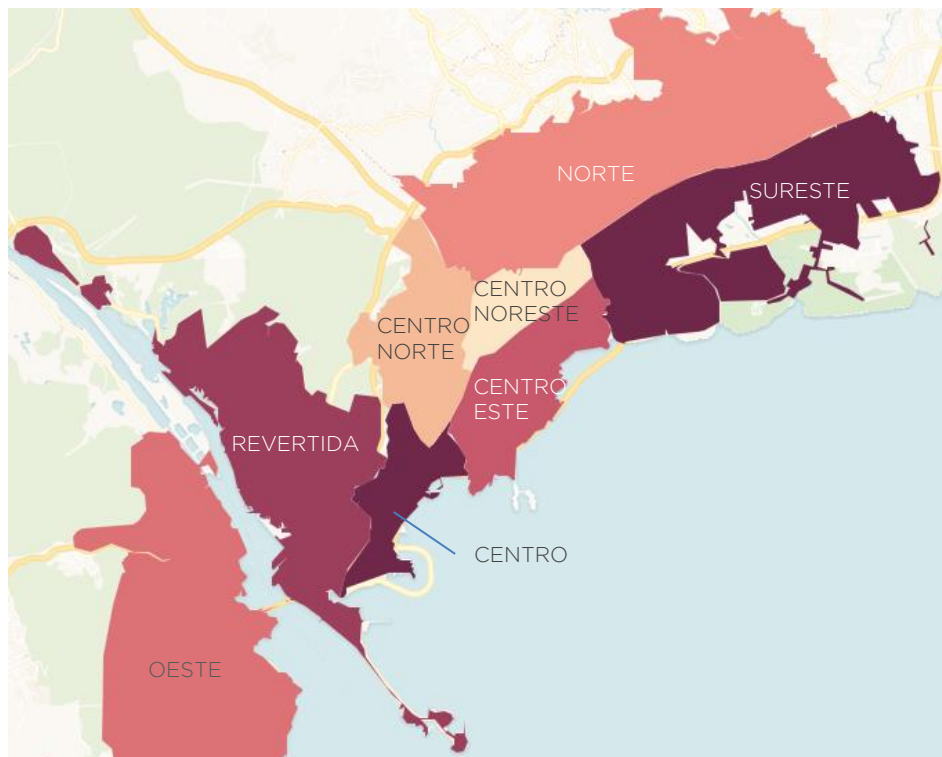 NORTE
SURESTE
CENTRO
NORESTE
CENTRO
NORTE
CENTRO
ESTE
REVERTIDA
CENTRO
OESTE